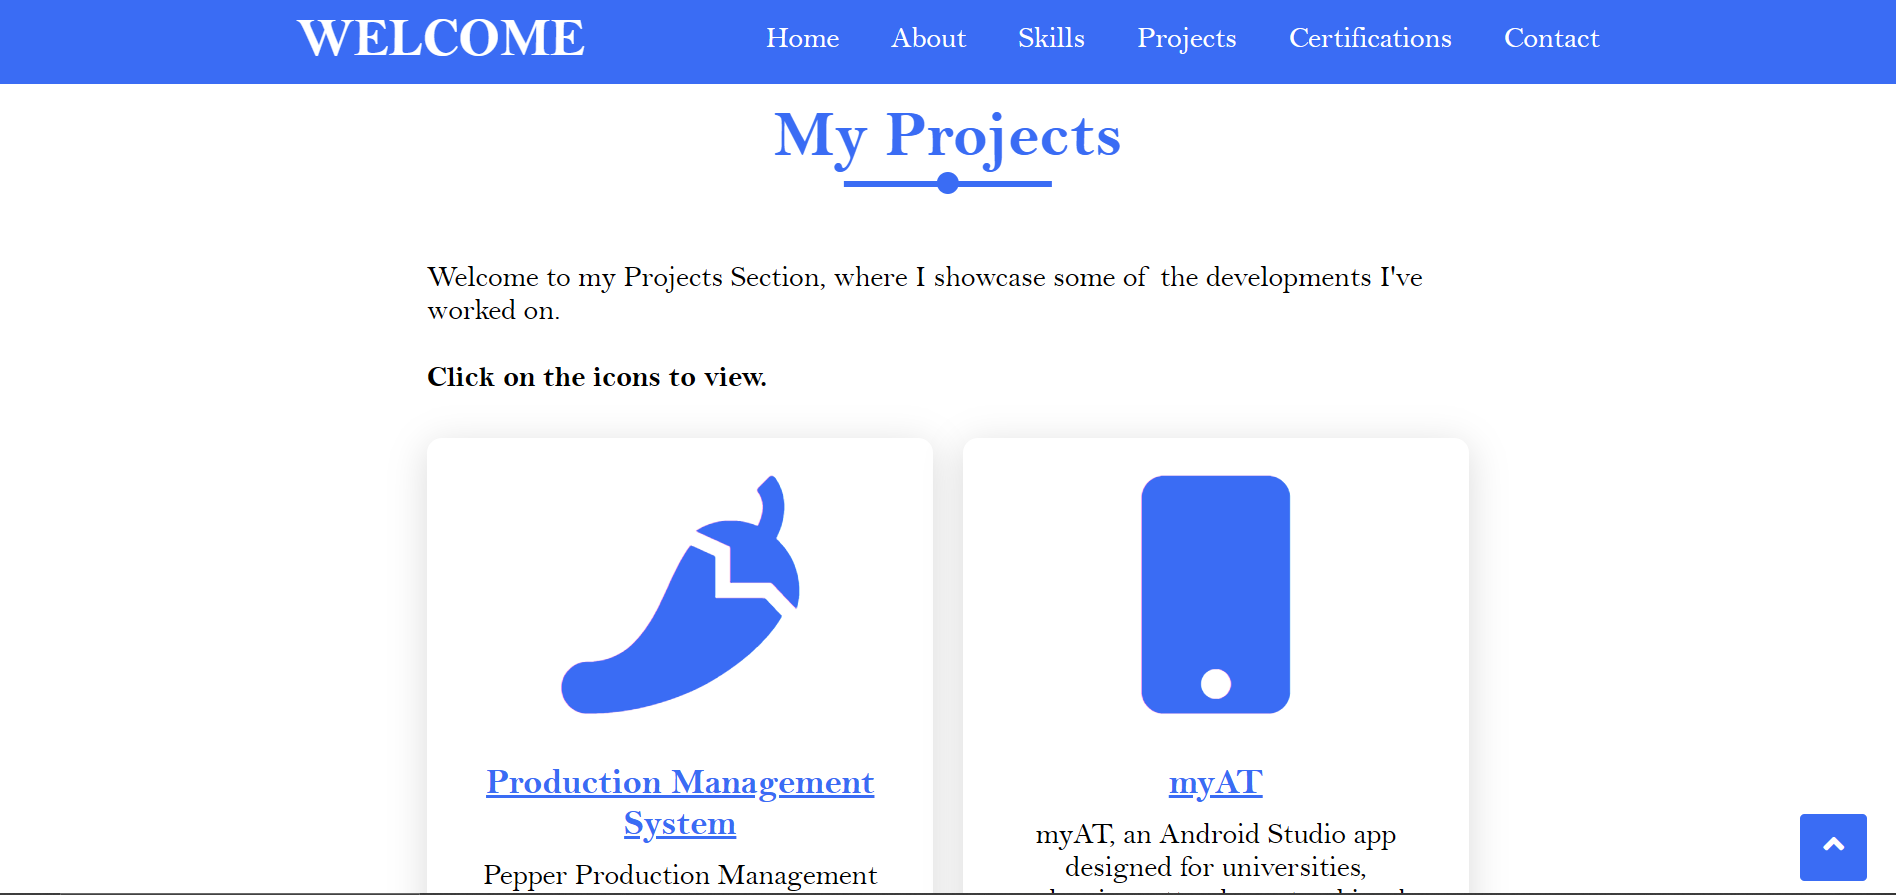 WELCOME
Home About Skills Projects Certifications Contact
My Projects
Welcome to my Projects Section, where I showcase some of the developments I've
worked on.
Click on the icons to view.
Production Management
System
Pepper Production Management
myAT
myAT, an Android Studio app
designed for universities,